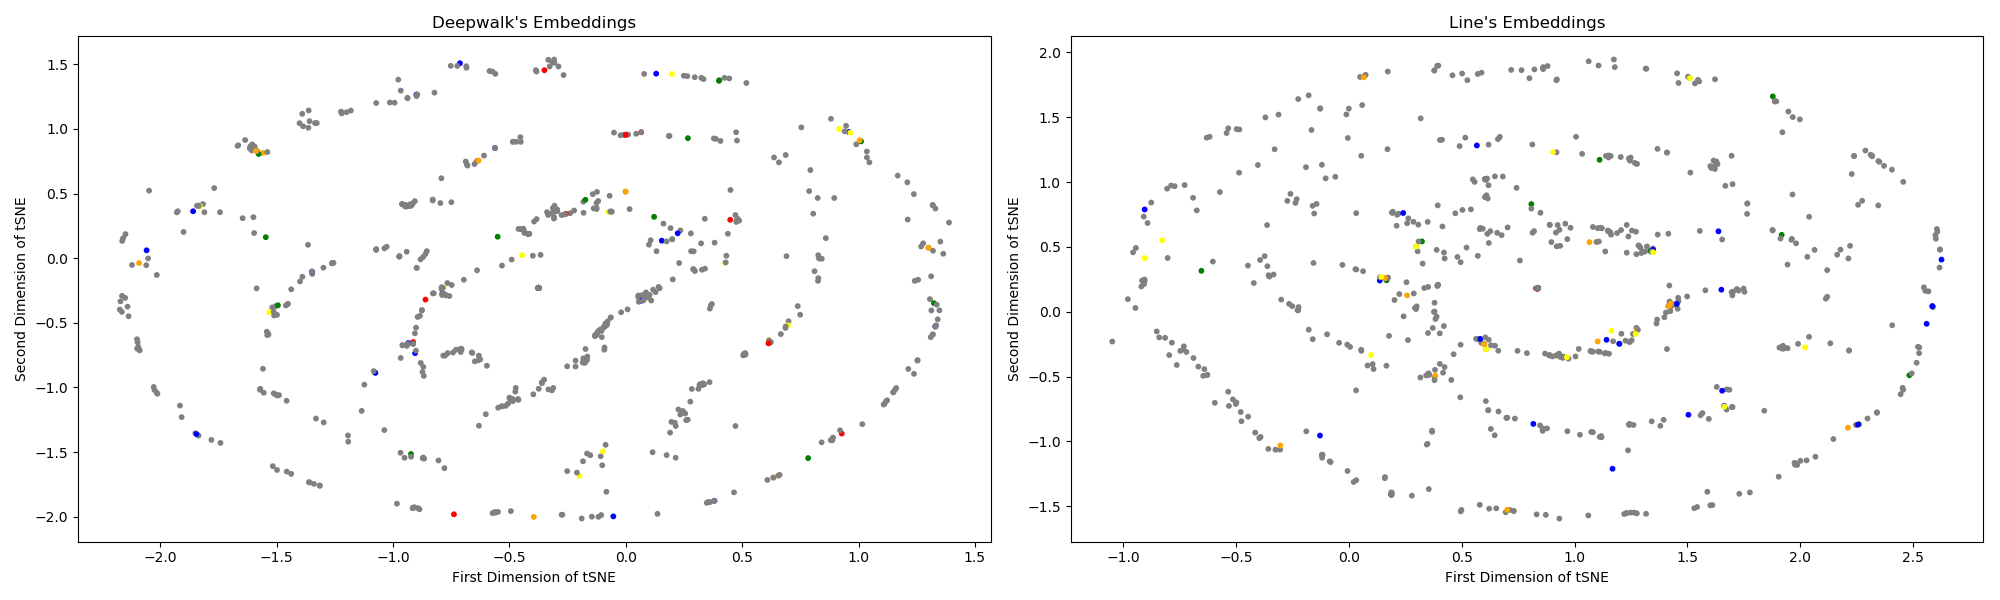 Deepwalk's Embeddings
1.5
1.0
0.5
0.0
−0.5
−1.0
−1.5
−2.0
Second Dimension of tSNE
−2.0 −1.5 −1.0 −0.5 0.0 0.5 1.0 1.5
First Dimension of tSNE
Line's Embeddings
2.0
1.5
1.0
0.5
0.0
−0.5
−1.0
−1.5
Second Dimension of tSNE
−1.0 −0.5 0.0 0.5 1.0 1.5 2.0 2.5
First Dimension of tSNE